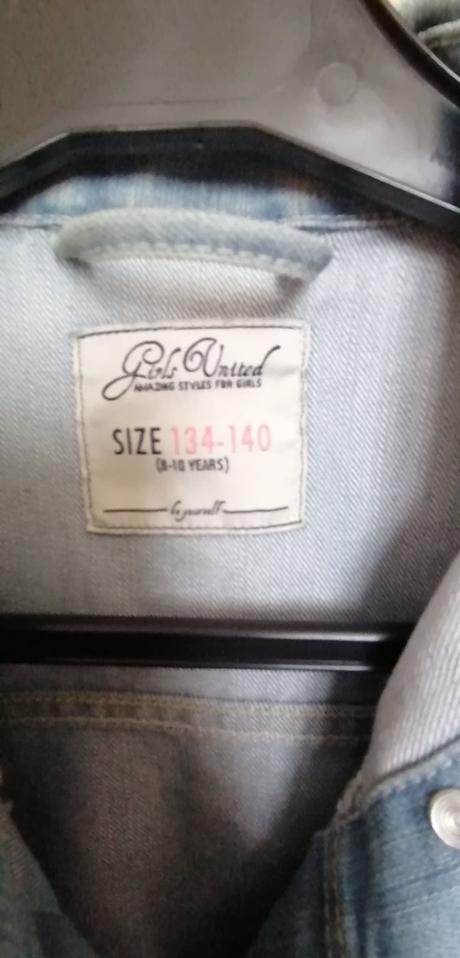 Girls United
AMAZING STYLES FOR GIRLS
SIZE 134-140
(8-10 YEARS)
be yourself